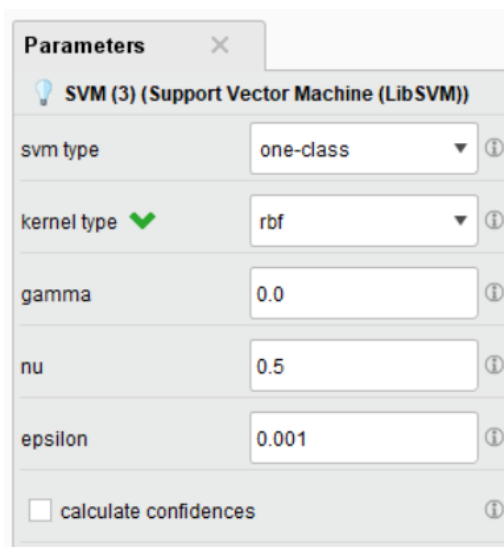 Parameters
SVM (3) (Support Vector Machine (LibSVM))
svm type one-class
kernel type rbf
gamma 0.0
nu 0.5
epsilon 0.001
calculate confidences